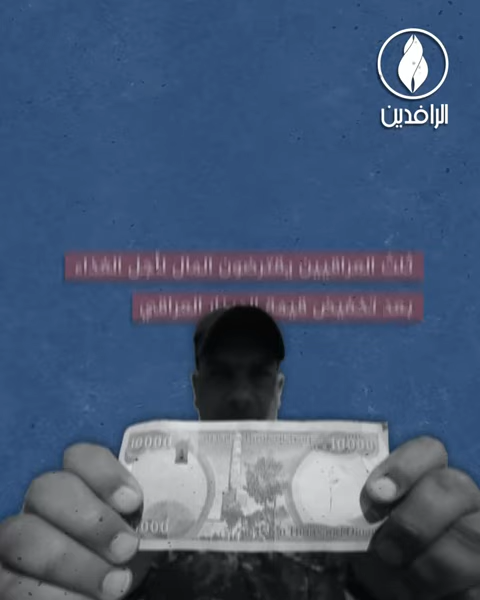 الرافدين
ثلث العراقيين يقترضون المال لأجل الغذاء
بعد تخفيض قيمة الدينار العراقي
10000
10000